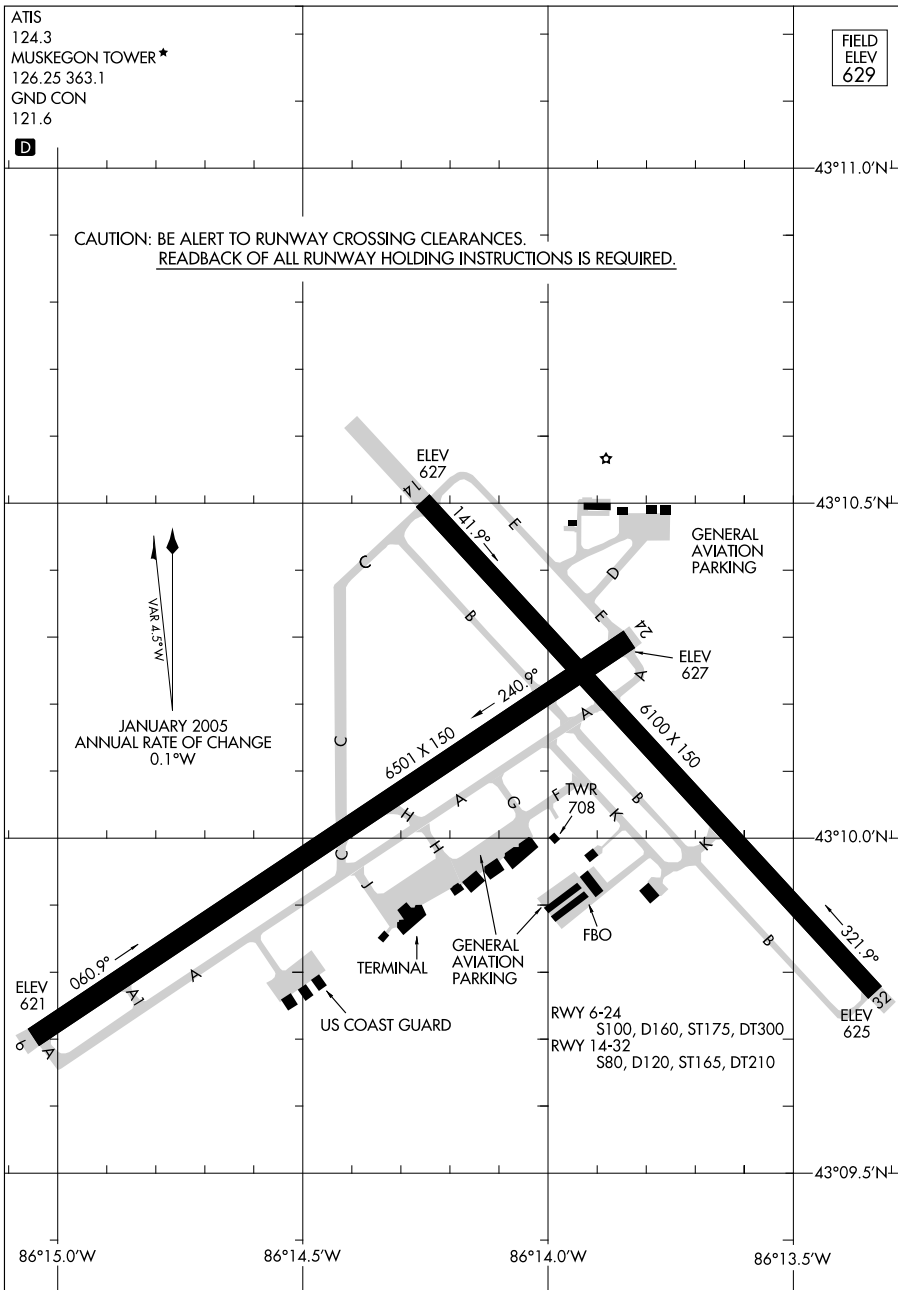 ATIS
124.3
MUSKEGON TOWER★
126.25 363.1
GND CON
121.6
D
FIELD
ELEV
629
43°11.0'N
CAUTION: BE ALERT TO RUNWAY CROSSING CLEARANCES.
READBACK OF ALL RUNWAY HOLDING INSTRUCTIONS IS REQUIRED.
ELEV
627
14
43°10.5'N
141.9°
E
GENERAL
AVIATION
PARKING
C
D
B
E
VAR 4.5°W
24
ELEV
627
A
240.9°
A
6100 X 150
JANUARY 2005
ANNUAL RATE OF CHANGE
0.1°W
C
6501 X 150
TWR
708
H
A
G
F
K
B
K
43°10.0'N
C
H
J
TERMINAL
GENERAL
AVIATION
PARKING
FBO
B
321.9°
060.9°
A
A1
ELEV
621
US COAST GUARD
32
ELEV
625
6
A
RWY 6-24
S100, D160, ST175, DT300
RWY 14-32
S80, D120, ST165, DT210
43°09.5'N
86°15.0'W
86°14.5'W
86°14.0'W
86°13.5'W